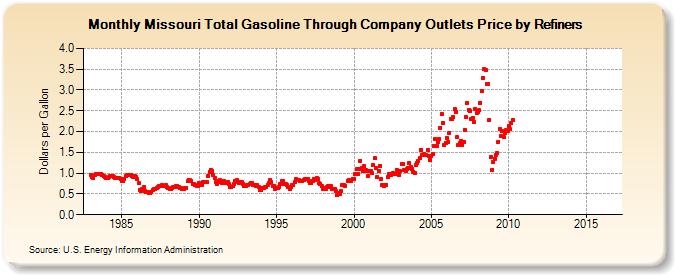 Monthly Missouri Total Gasoline Through Company Outlets Price by Refiners
Dollars per Gallon
4.0
3.5
3.0
2.5
2.0
1.5
1.0
0.5
0.0
1985 1990 1995 2000 2005 2010 2015
Source: U.S. Energy Information Administration